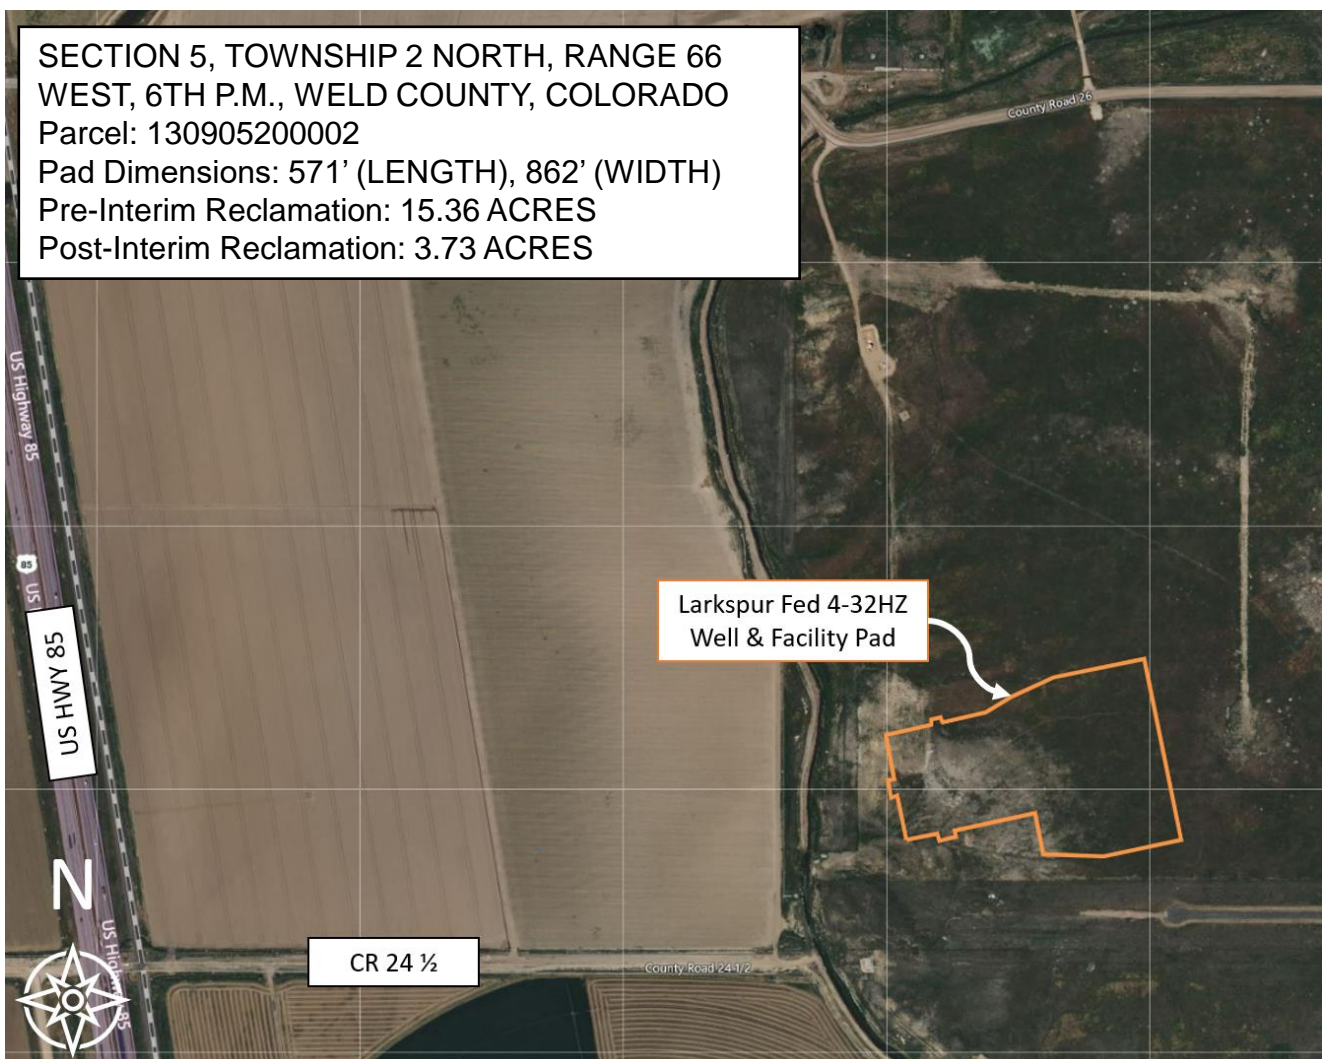 SECTION 5, TOWNSHIP 2 NORTH, RANGE 66
WEST, 6TH P.M., WELD COUNTY, COLORADO
Parcel: 130905200002
Pad Dimensions: 571’ (LENGTH), 862’ (WIDTH)
Pre-Interim Reclamation: 15.36 ACRES
Post-Interim Reclamation: 3.73 ACRES
County Road 26
US Highway 85
85
US
Larkspur Fed 4-32HZ
Well & Facility Pad
US HWY 85
N
CR 24 ½
County Road 24-1/2
US High
85